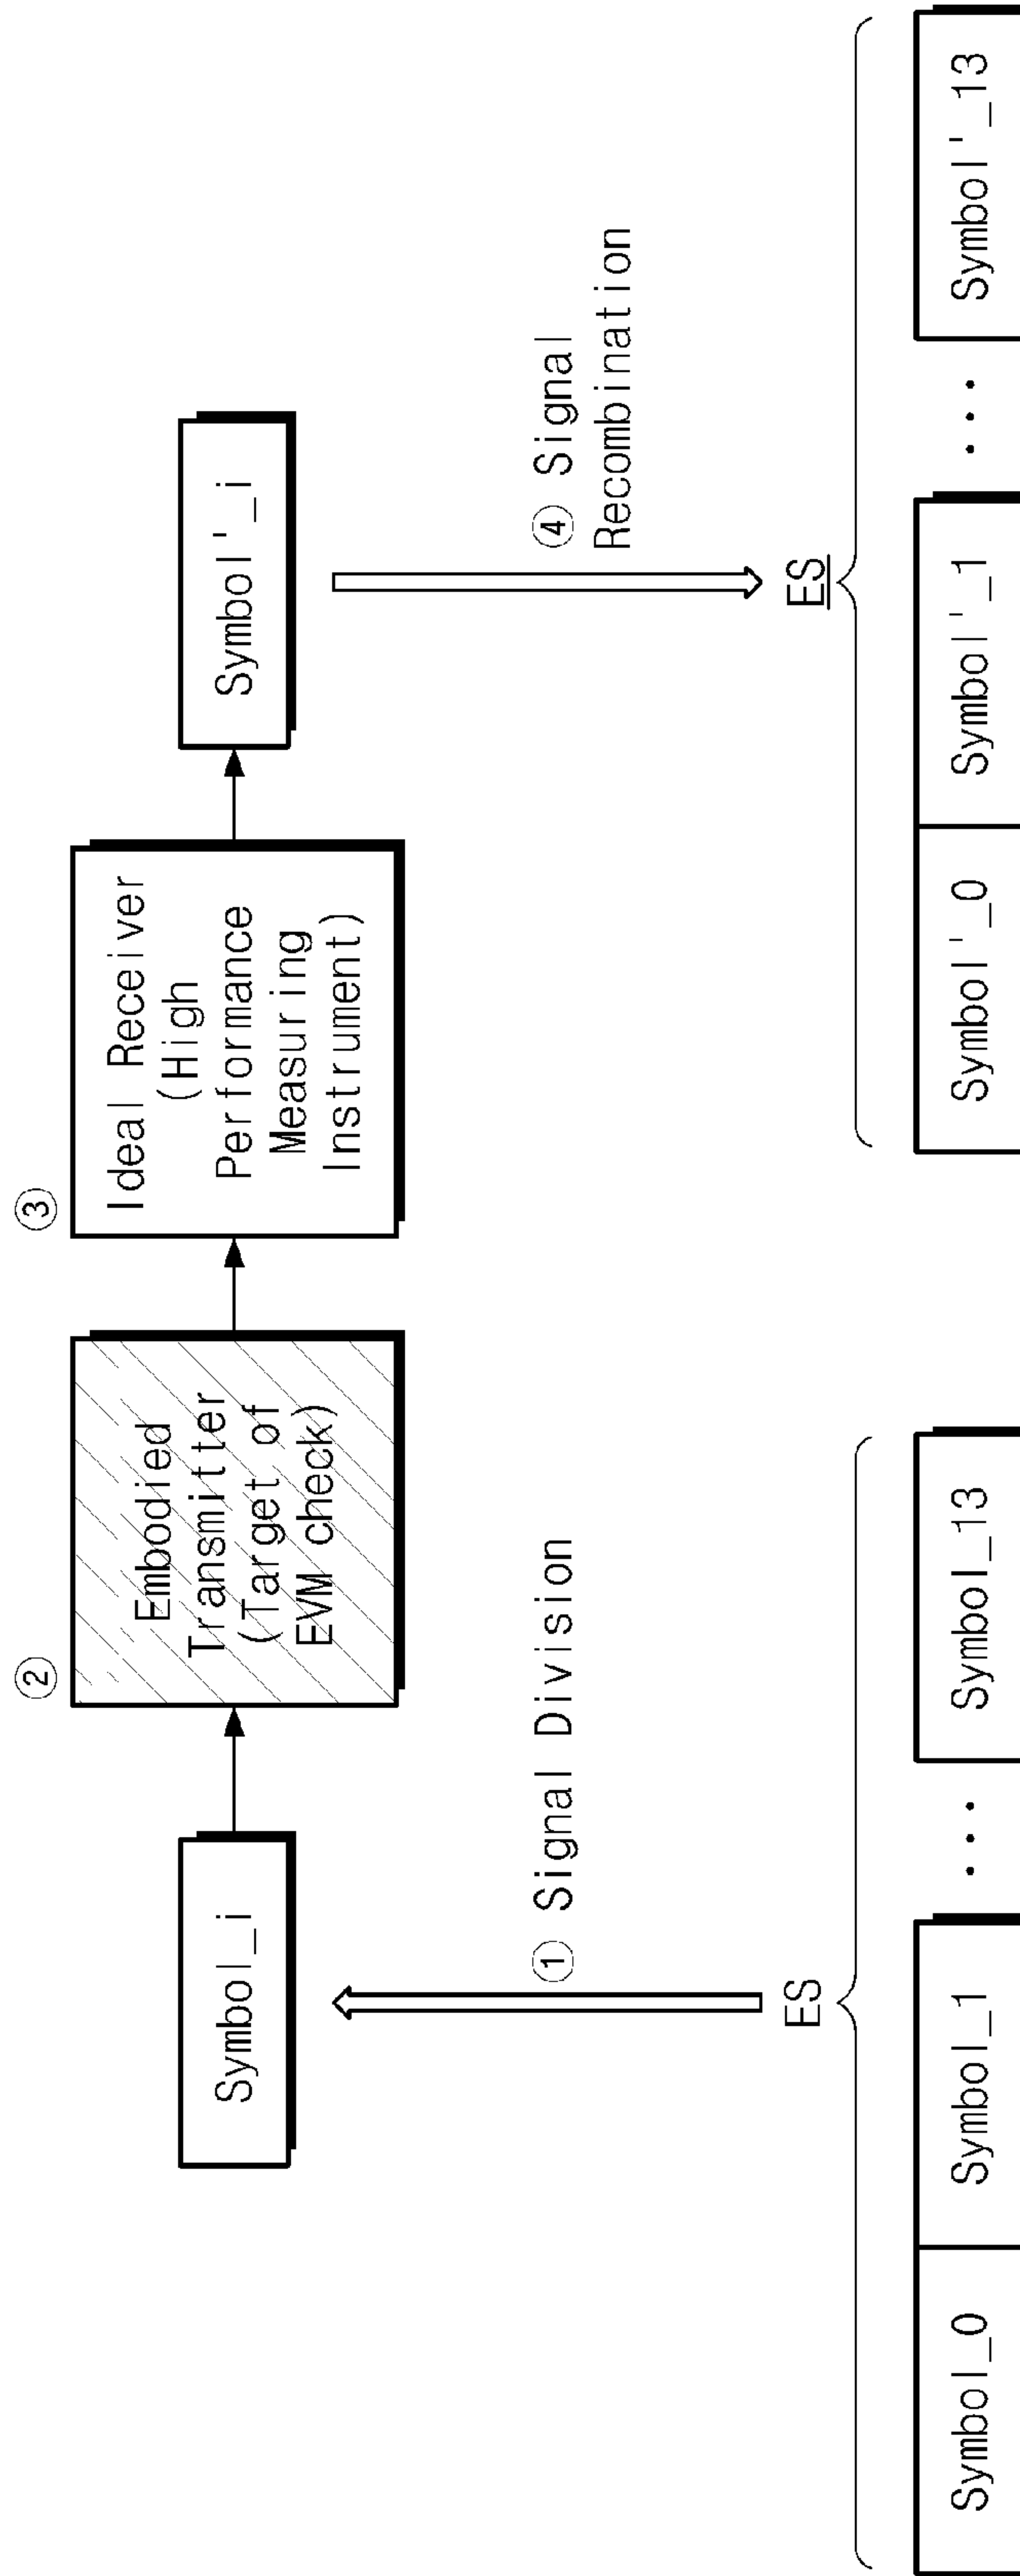 ②
Embodied
Transmitter
(Target of
EVM check)
③
Ideal Receiver
(High
Performance
Measuring
Instrument)
Symbol_i
Symbol'_i
① Signal Division
④ Signal
Recombination
ES
ES
Symbol_0 Symbol_1 ... Symbol_13
Symbol'_0 Symbol'_1 ... Symbol'_13